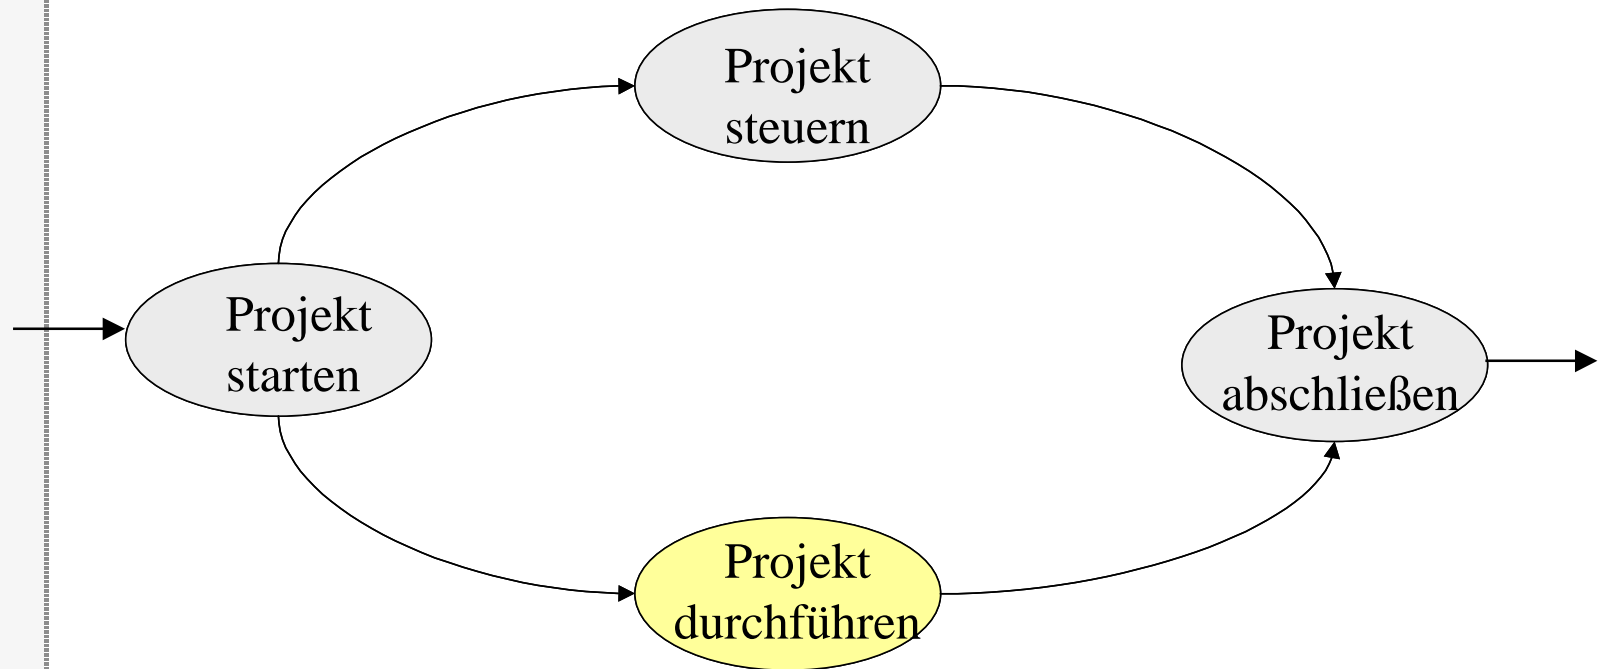 Projekt
steuern
Projekt
starten
Projekt
abschließen
Projekt
durchführen